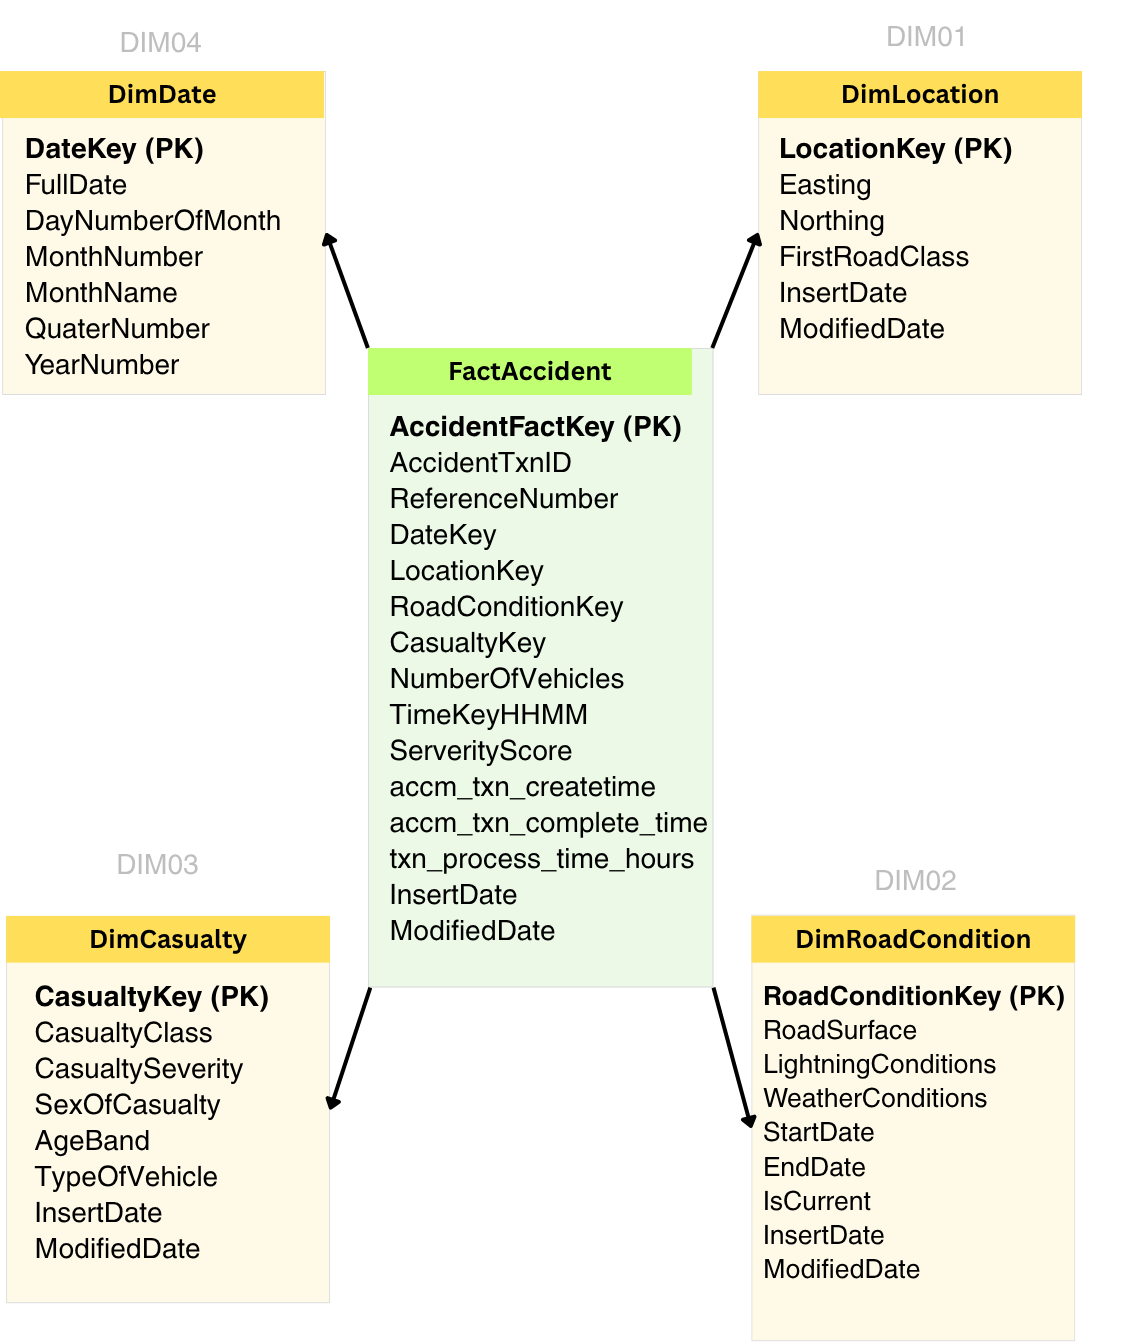 DIM04
DimDate
DateKey (PK)
FullDate
DayNumberOfMonth
MonthNumber
MonthName
QuaterNumber
YearNumber
DIM01
DimLocation
LocationKey (PK)
Easting
Northing
FirstRoadClass
InsertDate
ModifiedDate
FactAccident
AccidentFactKey (PK)
AccidentTxnID
ReferenceNumber
DateKey
LocationKey
RoadConditionKey
CasualtyKey
NumberOfVehicles
TimeKeyHHMM
ServerityScore
accm_txn_createtime
accm_txn_complete_time
txn_process_time_hours
InsertDate
ModifiedDate
DIM03
DimCasualty
CasualtyKey (PK)
CasualtyClass
CasualtySeverity
SexOfCasualty
AgeBand
TypeOfVehicle
InsertDate
ModifiedDate
DIM02
DimRoadCondition
RoadConditionKey (PK)
RoadSurface
LightningConditions
WeatherConditions
StartDate
EndDate
IsCurrent
InsertDate
ModifiedDate